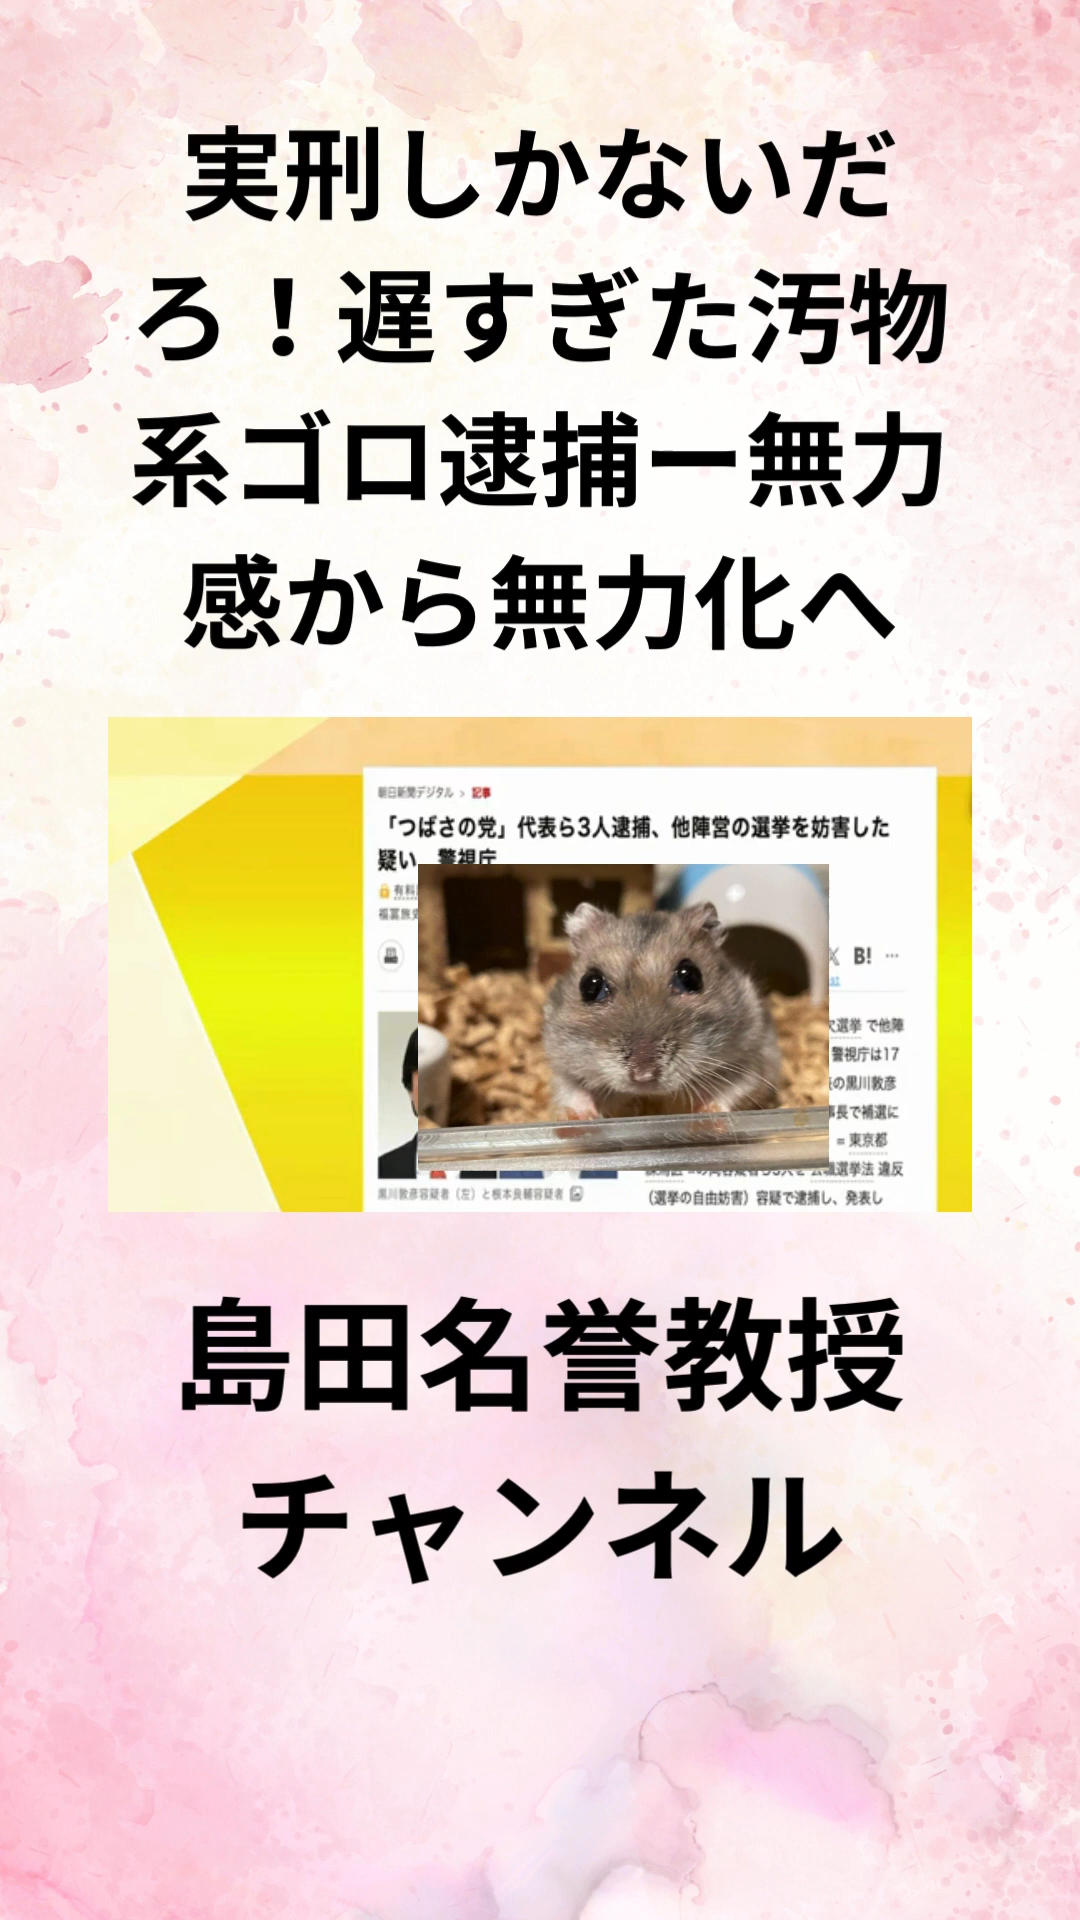 実刑しかないだ
ろ！遅すぎた汚物
系ゴロ逮捕ー無力
感から無力化へ
朝日新聞デジタル > 記事
「つばさの党」代表ら3人逮捕、他陣営の選挙を妨害した
疑い 警視庁
有料
B! …
選挙 で他陣
警視庁は17
の黒川敦彦
事長で補選に
= 東京都
公職選挙法 違反
（選挙の自由妨害）容疑で逮捕し、発表し
黒川敦彦容疑者（左）と根本良輔容疑者
島田名誉教授
チャンネル